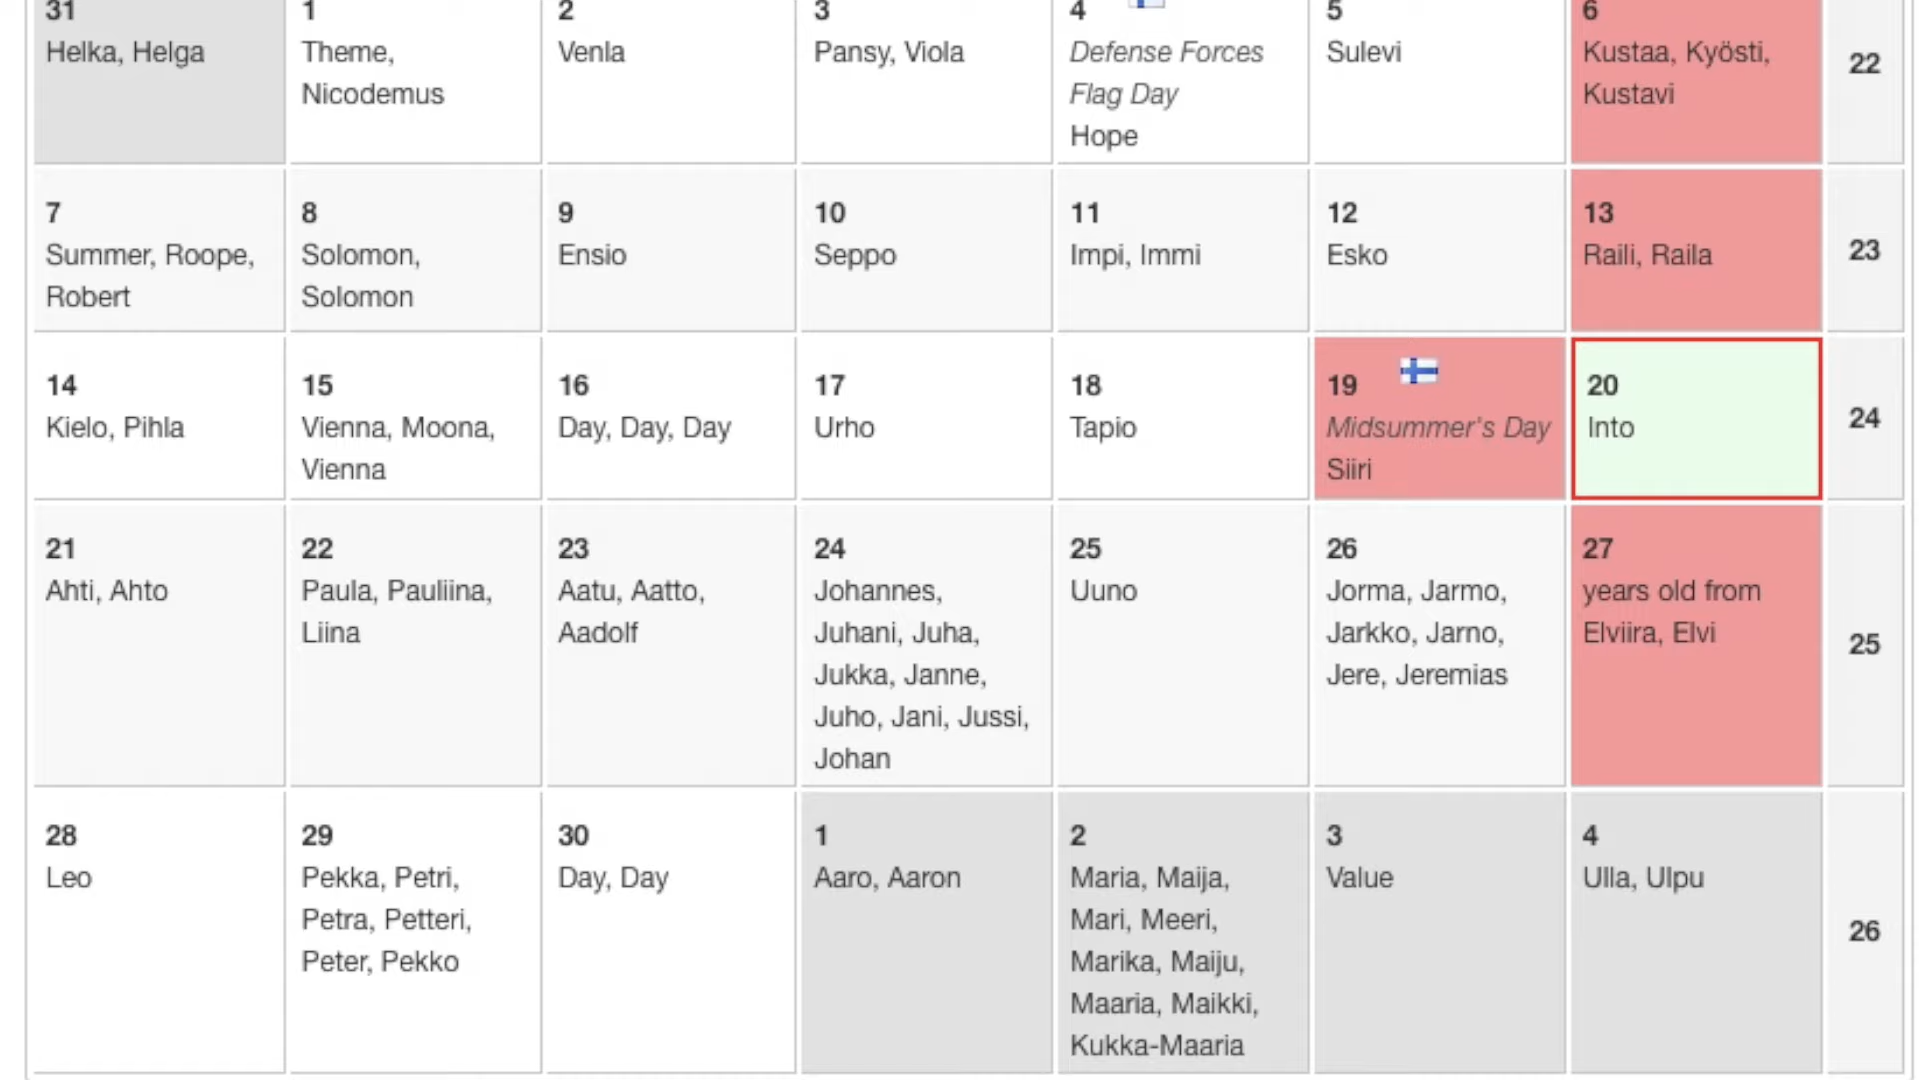 31
Helka, Helga
1
Theme,
Nicodemus
2
Venla
3
Pansy, Viola
4
Defense Forces
Flag Day
Hope
5
Sulevi
6
Kustaa, Kyösti,
Kustavi
22
7
Summer, Roope,
Robert
8
Solomon,
Solomon
9
Ensio
10
Seppo
11
Impi, Immi
12
Esko
13
Raili, Raila
23
14
Kielo, Pihla
15
Vienna, Moona,
Vienna
16
Day, Day, Day
17
Urho
18
Tapio
19
Midsummer's Day
Siiri
20
Into
24
21
Ahti, Ahto
22
Paula, Pauliina,
Liina
23
Aatu, Aatto,
Aadolf
24
Johannes,
Juhani, Juha,
Jukka, Janne,
Juho, Jani, Jussi,
Johan
25
Uuno
26
Jorma, Jarmo,
Jarkko, Jarno,
Jere, Jeremias
27
years old from
Elviira, Elvi
25
28
Leo
29
Pekka, Petri,
Petra, Petteri,
Peter, Pekko
30
Day, Day
1
Aaro, Aaron
2
Maria, Maija,
Mari, Meeri,
Marika, Maiju,
Maaria, Maikki,
Kukka-Maaria
3
Value
4
Ulla, Ulpu
26